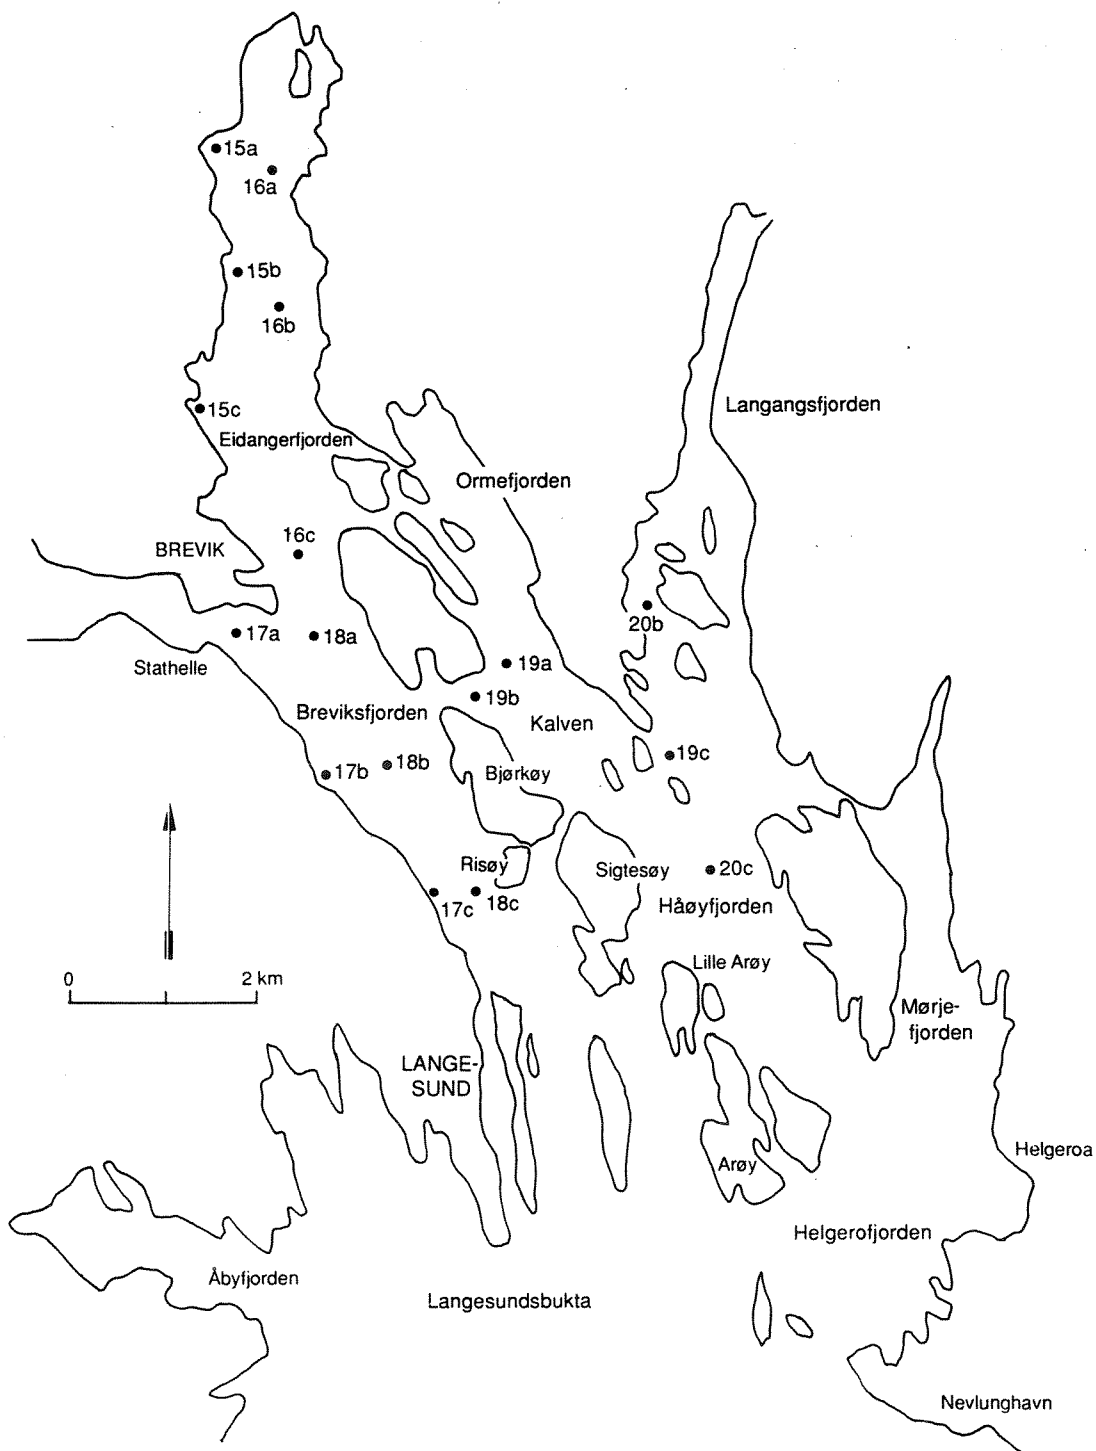 15a
16a
15b
16b
Langangsfjorden
15c
Eidangerfjorden
Ormefjorden
16c
BREVIK
20b
17a
18a
Stathelle
19a
19b
Breviksfjorden
Kalven
19c
18b
17b
Bjørkøy
Risøy
Sigtesøy
20c
17c
18c
Håøyfjorden
Lille Arøy
0
2 km
Mørje-
fjorden
LANGE-
SUND
Helgeroa
Arøy
Helgerofjorden
Åbyfjorden
Langesundsbukta
Nevlunghavn